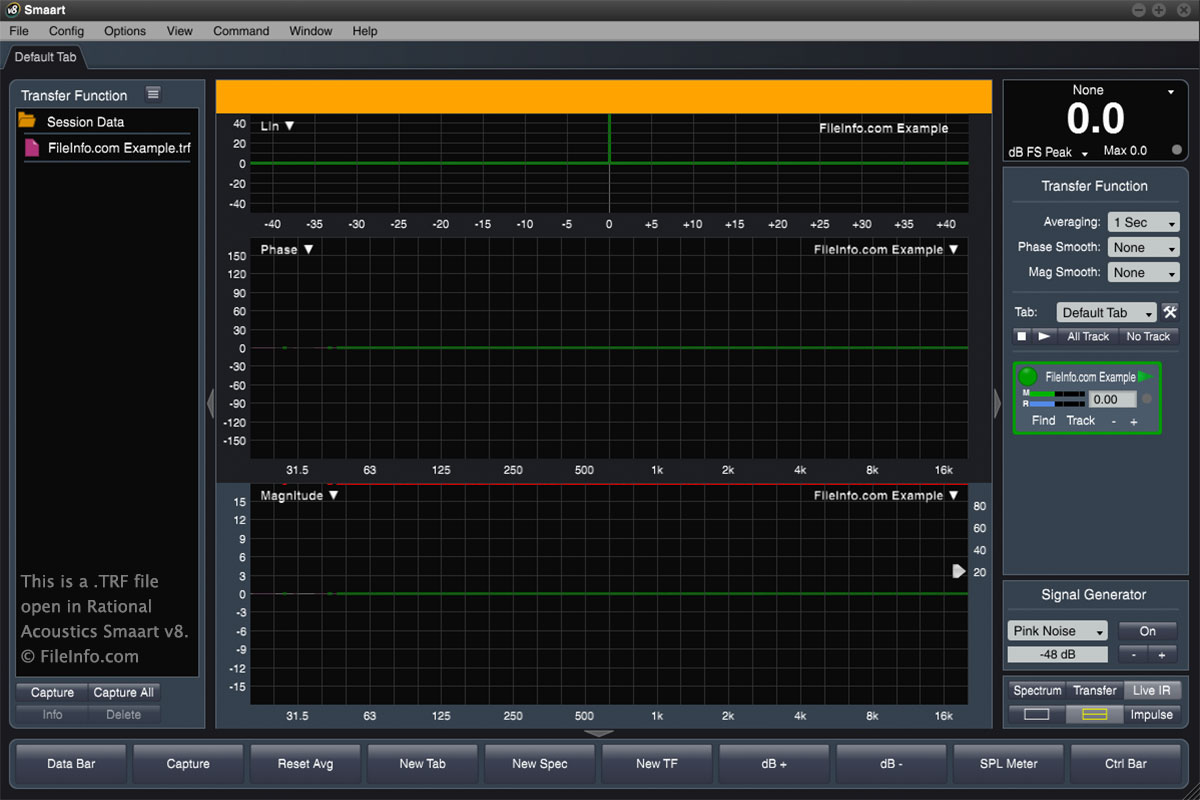 v8 Smaart
File Config Options View Command Window Help
Default Tab
Transfer Function
Session Data
FileInfo.com Example.trf
This is a .TRF file
open in Rational
Acoustics Smaart v8.
© FileInfo.com
Capture Capture All
Info Delete
Lin FileInfo.com Example
40
20
0
-20
-40
-40 -35 -30 -25 -20 -15 -10 -5 0 +5 +10 +15 +20 +25 +30 +35 +40
Phase FileInfo.com Example
150
120
90
60
30
0
-30
-60
-90
-120
-150
31.5 63 125 250 500 1k 2k 4k 8k 16k
Magnitude FileInfo.com Example
15
12
9
6
3
0
-3
-6
-9
-12
-15
80
60
40
20
31.5 63 125 250 500 1k 2k 4k 8k 16k
None
0.0
dB FS Peak Max 0.0
Transfer Function
Averaging: 1 Sec
Phase Smooth: None
Mag Smooth: None
Tab: Default Tab
All Track No Track
FileInfo.com Example
M
R
0.00
Find Track - +
Signal Generator
Pink Noise On
-48 dB - +
Spectrum Transfer Live IR
Impulse
Data Bar Capture Reset Avg New Tab New Spec New TF dB + dB - SPL Meter Ctrl Bar